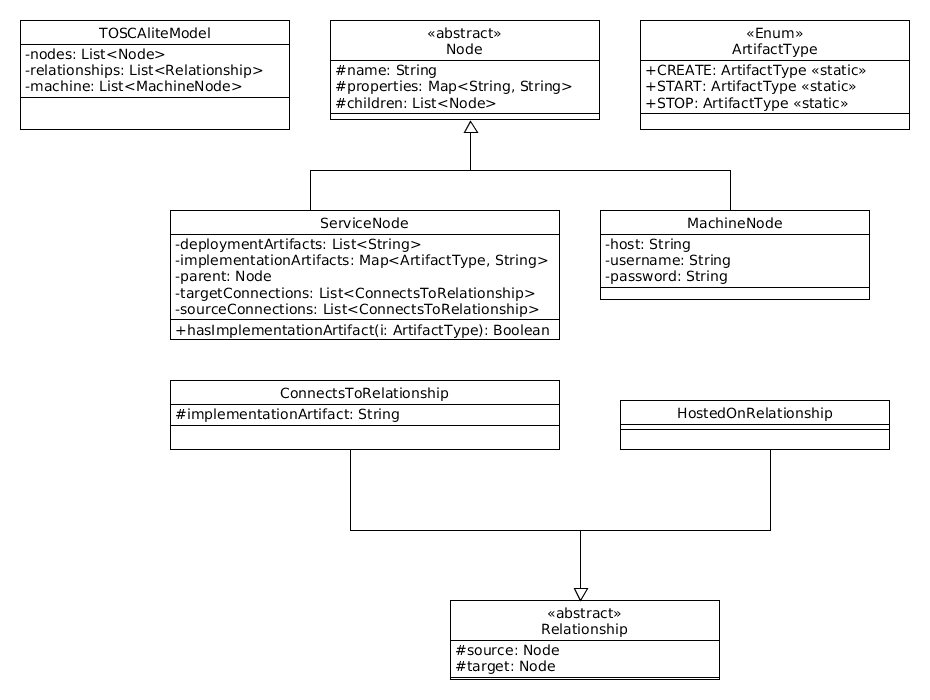 TOSCAliteModel
-nodes: List<Node>
-relationships: List<Relationship>
-machine: List<MachineNode>
«abstract»
Node
#name: String
#properties: Map<String, String>
#children: List<Node>
«Enum»
ArtifactType
+CREATE: ArtifactType «static»
+START: ArtifactType «static»
+STOP: ArtifactType «static»
ServiceNode
-deploymentArtifacts: List<String>
-implementationArtifacts: Map<ArtifactType, String>
-parent: Node
-targetConnections: List<ConnectsToRelationship>
-sourceConnections: List<ConnectsToRelationship>
+hasImplementationArtifact(i: ArtifactType): Boolean
MachineNode
-host: String
-username: String
-password: String
ConnectsToRelationship
#implementationArtifact: String
HostedOnRelationship
«abstract»
Relationship
#source: Node
#target: Node